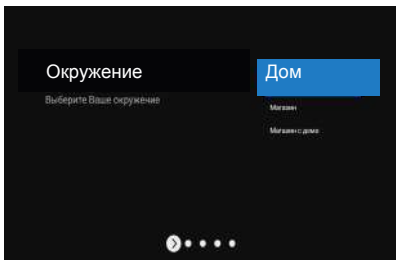 Окружение
Дом
Выберите Ваше окружение
Магазин
Магазин с демо